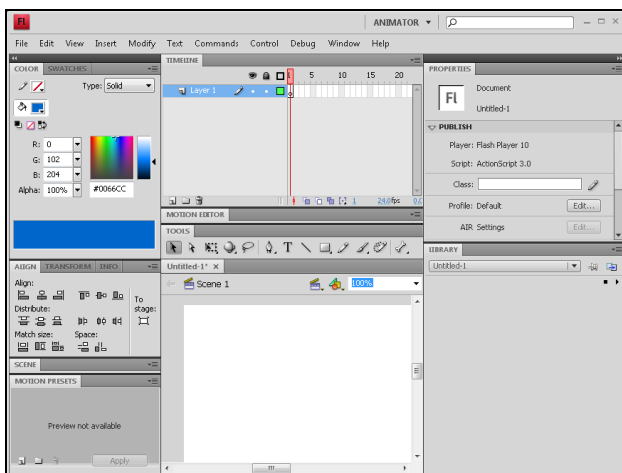 Fl ANIMATOR
File Edit View Insert Modify Text Commands Control Debug Window Help
COLOR SWATCHES
Type: Solid
R: 0
G: 102
B: 204
Alpha: 100% #0066CC
ALIGN TRANSFORM INFO
Align:
To stage:
Distribute:
Match size: Space:
SCENE
MOTION PRESETS
Preview not available
Apply
TIMELINE
1 5 10 15 20
Layer 1
1 24.0fps 0.0
MOTION EDITOR
TOOLS
T
Untitled-1* ×
Scene 1 100%
PROPERTIES
FL Document
Untitled-1
PUBLISH
Player: Flash Player 10
Script: ActionScript 3.0
Class:
Profile: Default Edit...
AIR Settings Edit...
LIBRARY
Untitled-1